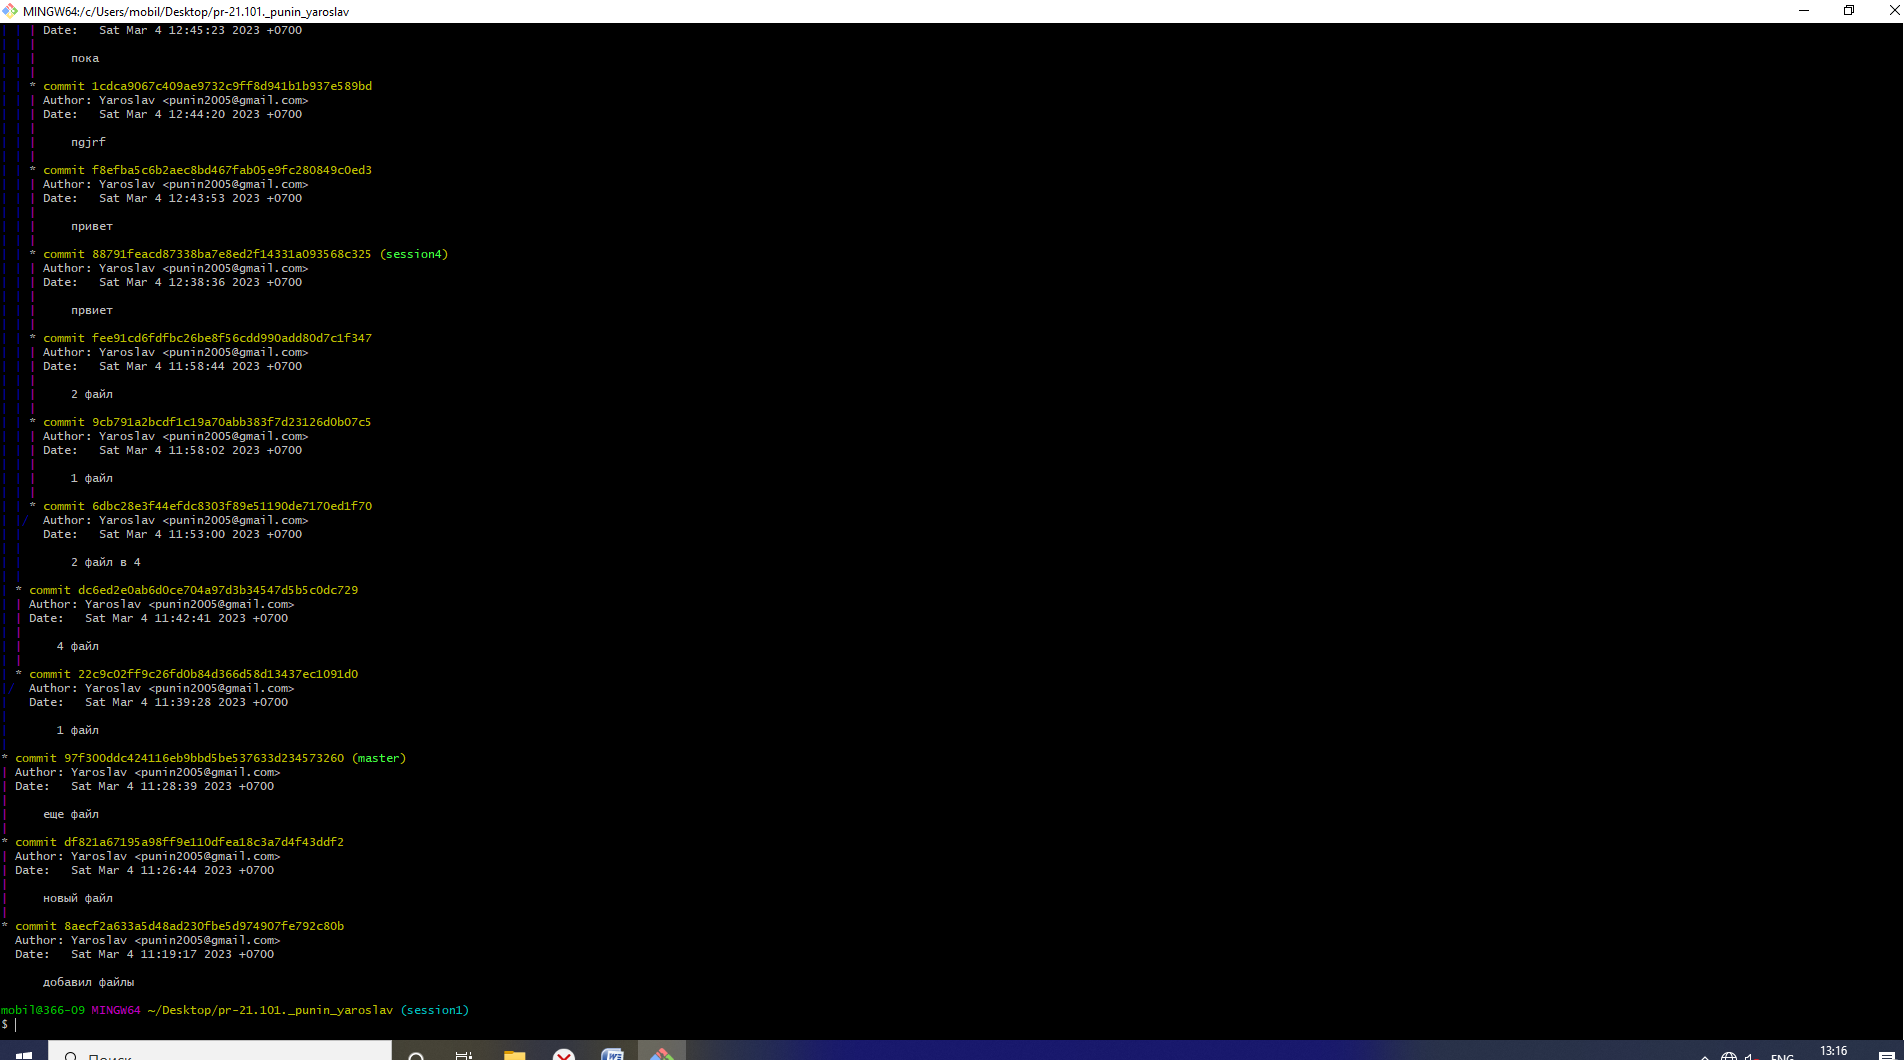 MINGW64:/c/Users/mobil/Desktop/pr-21.101._punin_yaroslav
| | | Date:   Sat Mar 4 12:45:23 2023 +0700
пока
* commit 1cdca9067c409ae9732c9ff8d941b1b937e589bd
| Author: Yaroslav <punin2005@gmail.com>
| Date:   Sat Mar 4 12:44:20 2023 +0700
пgjrf
* commit f8efba5c6b2aec8bd467fab05e9fc280849c0ed3
| Author: Yaroslav <punin2005@gmail.com>
| Date:   Sat Mar 4 12:43:53 2023 +0700
привет
* commit 88791feacd87338ba7e8ed2f14331a093568c325 (session4)
| Author: Yaroslav <punin2005@gmail.com>
| Date:   Sat Mar 4 12:38:36 2023 +0700
првиет
* commit fee91cd6fdfbc26be8f56cdd990add80d7c1f347
| Author: Yaroslav <punin2005@gmail.com>
| Date:   Sat Mar 4 11:58:44 2023 +0700
2 файл
* commit 9cb791a2bcdf1c19a70abb383f7d23126d0b07c5
| Author: Yaroslav <punin2005@gmail.com>
| Date:   Sat Mar 4 11:58:02 2023 +0700
1 файл
* commit 6dbc28e3f44efdc8303f89e51190de7170ed1f70
|/ Author: Yaroslav <punin2005@gmail.com>
Date:   Sat Mar 4 11:53:00 2023 +0700
2 файл в 4
* commit dc6ed2e0ab6d0ce704a97d3b34547d5b5c0dc729
| Author: Yaroslav <punin2005@gmail.com>
| Date:   Sat Mar 4 11:42:41 2023 +0700
4 файл
* commit 22c9c02ff9c26fd0b84d366d58d13437ec1091d0
|/ Author: Yaroslav <punin2005@gmail.com>
Date:   Sat Mar 4 11:39:28 2023 +0700
1 файл
* commit 97f300ddc424116eb9bbd5be537633d234573260 (master)
| Author: Yaroslav <punin2005@gmail.com>
| Date:   Sat Mar 4 11:28:39 2023 +0700
еще файл
* commit df821a67195a98ff9e110dfea18c3a7d4f43ddf2
| Author: Yaroslav <punin2005@gmail.com>
| Date:   Sat Mar 4 11:26:44 2023 +0700
новый файл
* commit 8aecf2a633a5d48ad230fbe5d974907fe792c80b
Author: Yaroslav <punin2005@gmail.com>
Date:   Sat Mar 4 11:19:17 2023 +0700
добавил файлы
mobil@366-09 MINGW64 ~/Desktop/pr-21.101._punin_yaroslav (session1)
$
Поиск
ENG
13:16